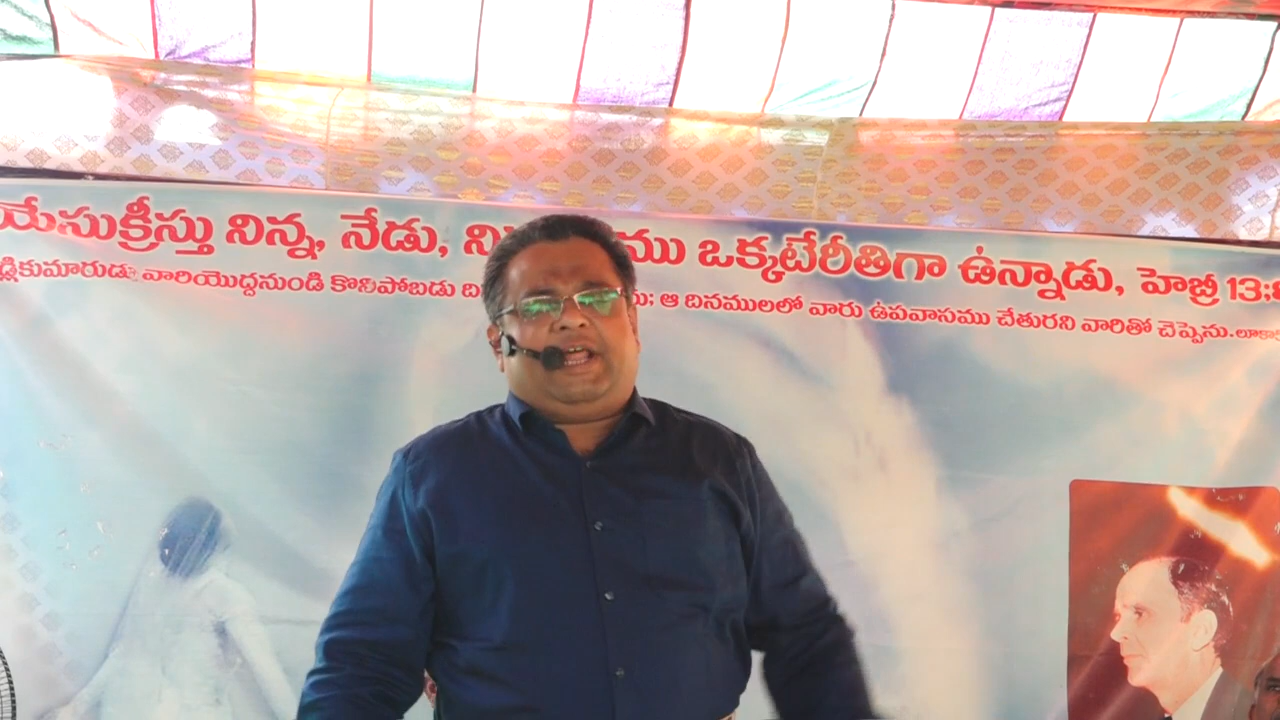 యేసుక్రీస్తు నిన్న, నేడు, ఒక్కటేరీతిగా ఉన్నాడు, హెబ్రీ 13:8
వారియొద్దనుండి కొనిపోబడు ఆ దినములలో వారు ఉపవాసము చేతురని వారితో చెప్పెను.